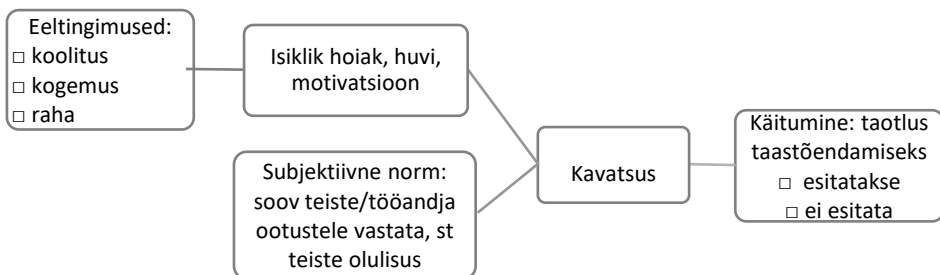 Eeltingimused:
□ koolitus
□ kogemus
□ raha
Isiklik hoiak, huvi,
motivatsioon
Subjektiivne norm:
soov teiste/tööandja
ootustele vastata, st
teiste olulisus
Kavatsus
Käitumine: taotlus
taastõendamiseks
□ esitatakse
□ ei esitata